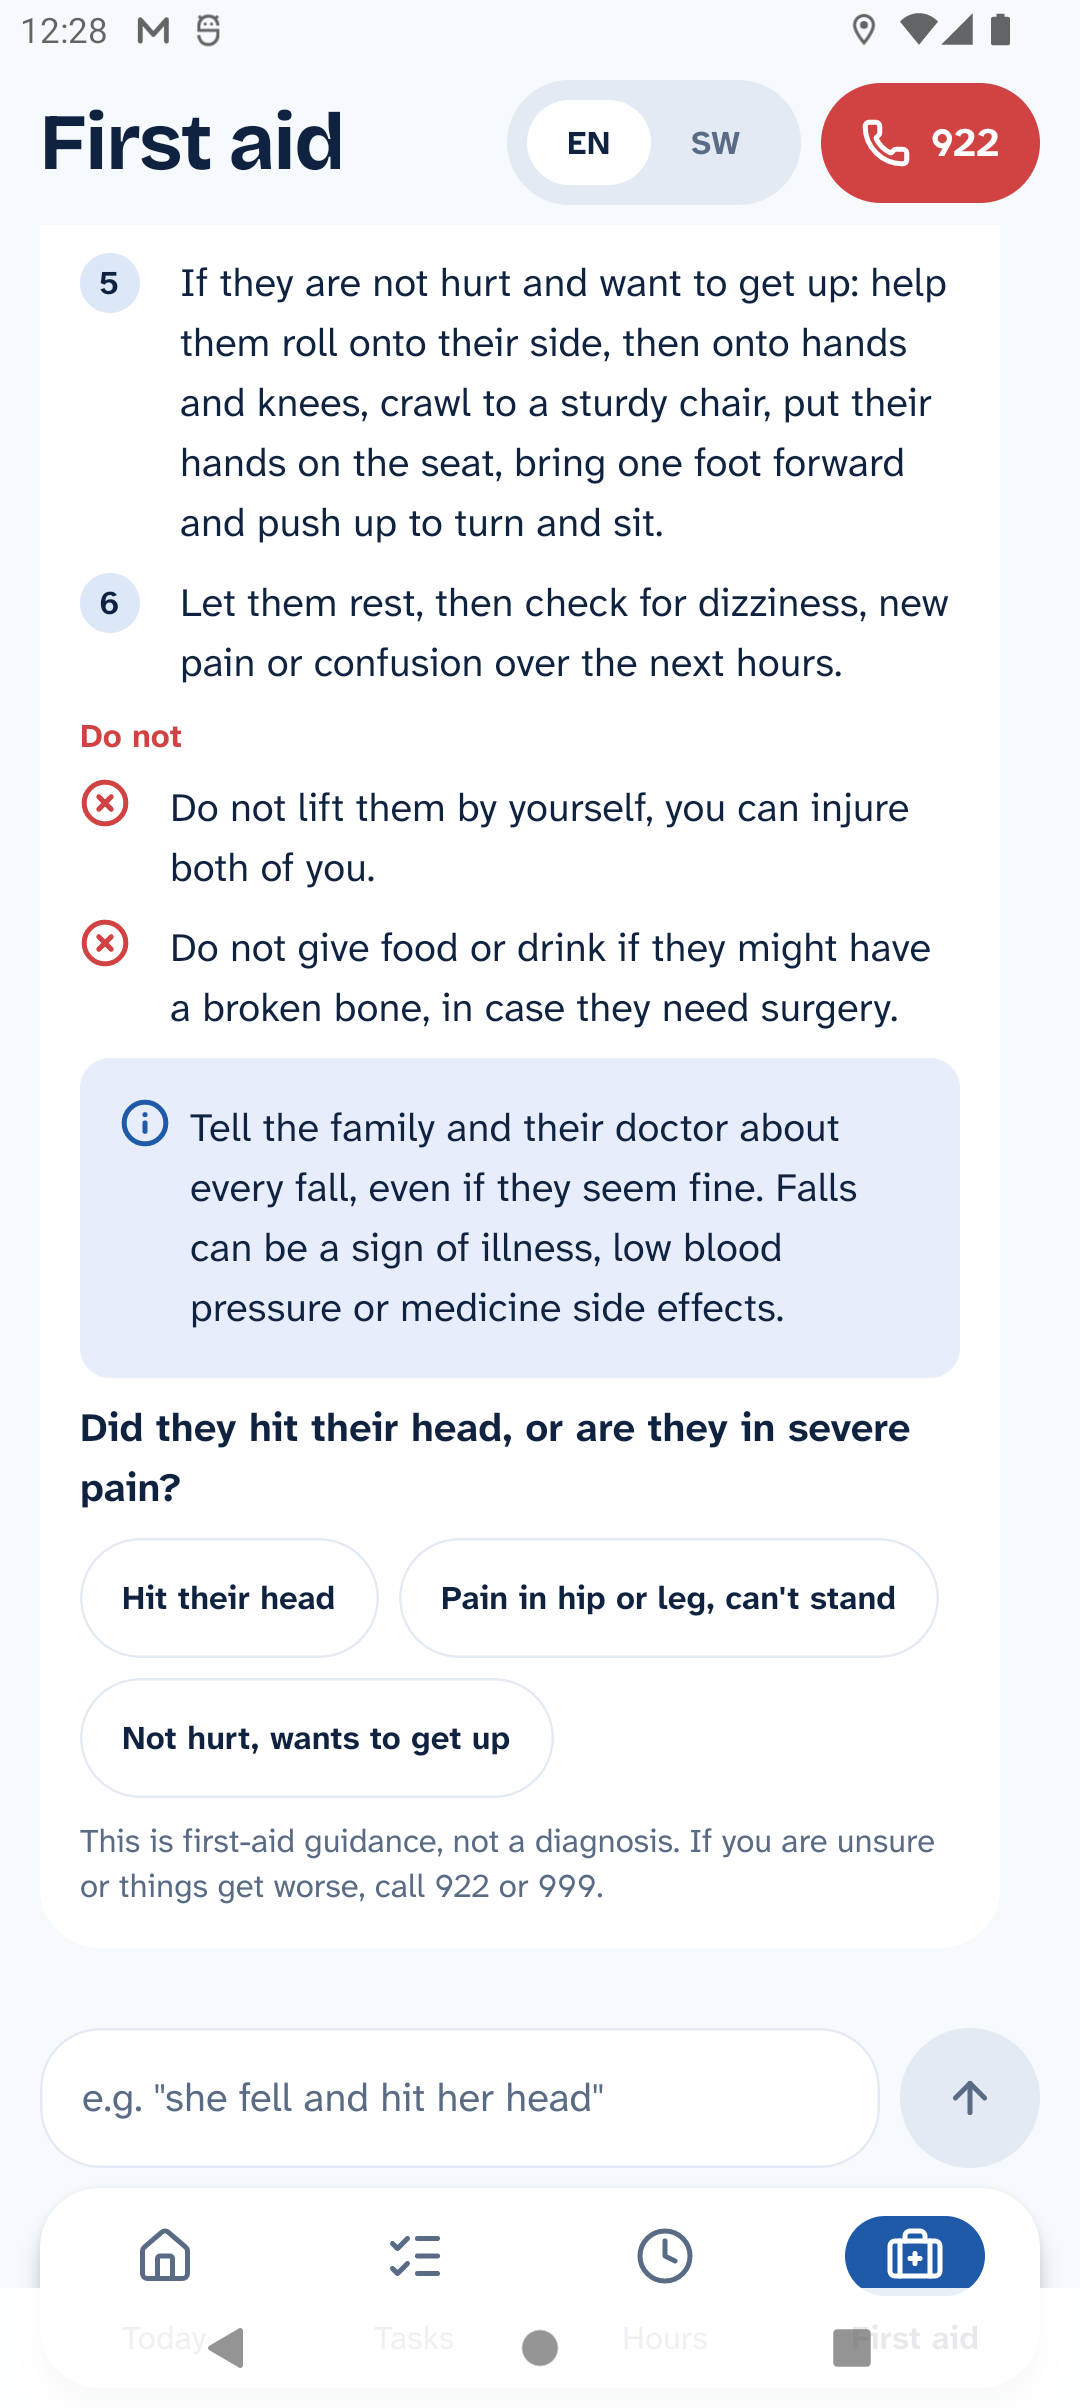 12:28
First aid
EN
SW
922
5
If they are not hurt and want to get up: help
them roll onto their side, then onto hands
and knees, crawl to a sturdy chair, put their
hands on the seat, bring one foot forward
and push up to turn and sit.
6
Let them rest, then check for dizziness, new
pain or confusion over the next hours.
Do not
Do not lift them by yourself, you can injure
both of you.
Do not give food or drink if they might have
a broken bone, in case they need surgery.
Tell the family and their doctor about
every fall, even if they seem fine. Falls
can be a sign of illness, low blood
pressure or medicine side effects.
Did they hit their head, or are they in severe
pain?
Hit their head
Pain in hip or leg, can't stand
Not hurt, wants to get up
This is first-aid guidance, not a diagnosis. If you are unsure
or things get worse, call 922 or 999.
e.g. "she fell and hit her head"
Today
Tasks
Hours
First aid